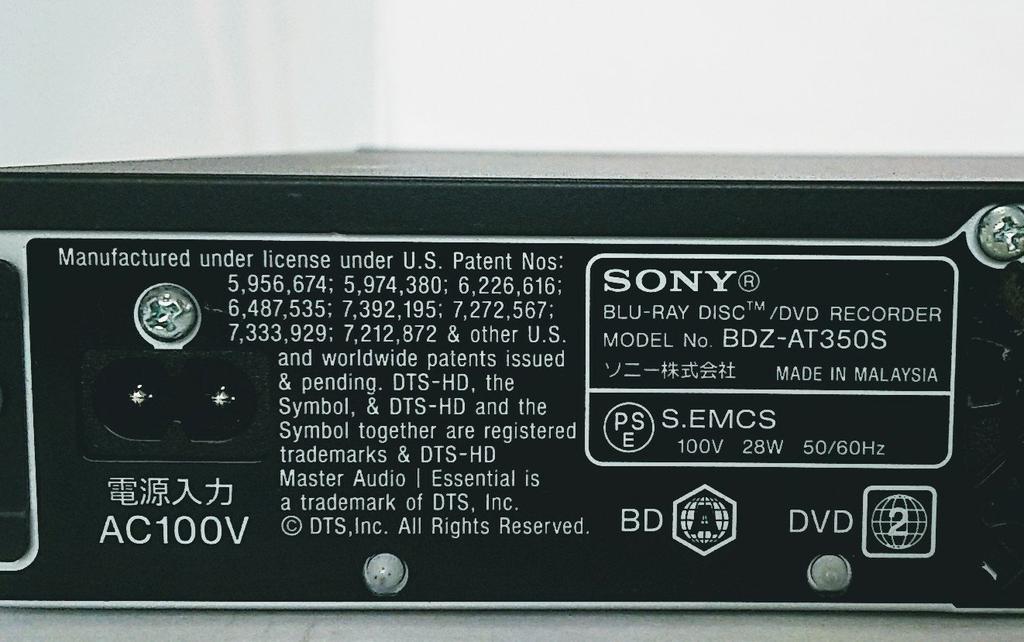 Manufactured under license under U.S. Patent Nos:
5,956,674; 5,974,380; 6,226,616;
6,487,535; 7,392,195; 7,272,567;
7,333,929; 7,212,872 & other U.S.
and worldwide patents issued
& pending. DTS-HD, the
Symbol, & DTS-HD and the
Symbol together are registered
trademarks & DTS-HD
Master Audio | Essential is
a trademark of DTS, Inc.
© DTS,Inc. All Rights Reserved.
電源入力
AC100V
SONY®
BLU-RAY DISC™/DVD RECORDER
MODEL No. BDZ-AT350S
ソニー株式会社 MADE IN MALAYSIA
PS
E
S.EMCS
100V 28W 50/60Hz
BD A DVD 2